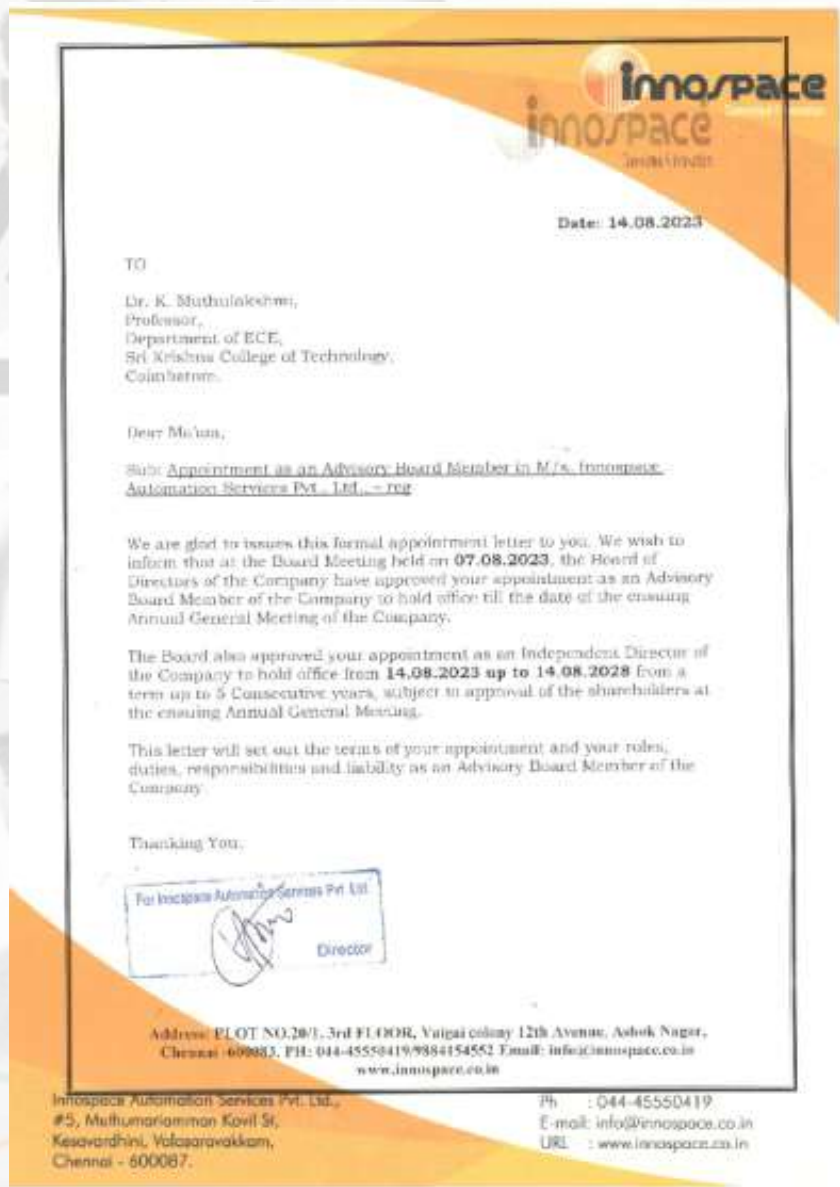 innospace
innospace
Date: 14.08.2023
TO
Dr. K. Muthulakshmi,
Professor,
Department of ECE,
Sri Krishna College of Technology,
Coimbatore.
Dear Ma'am,
Sub: Appointment as an Advisory Board Member in M/s. Innospace
Automation Services Pvt., Ltd., – reg
We are glad to issues this formal appointment letter to you. We wish to
inform that at the Board Meeting held on 07.08.2023, the Board of
Directors of the Company have approved your appointment as an Advisory
Board Member of the Company to hold office till the date of the ensuing
Annual General Meeting of the Company.
The Board also approved your appointment as an Independent Director of
the Company to hold office from 14.08.2023 up to 14.08.2028 from a
term up to 5 Consecutive years, subject to approval of the shareholders at
the ensuing Annual General Meeting.
This letter will set out the terms of your appointment and your roles,
duties, responsibilities and liability as an Advisory Board Member of the
Company
Thanking You,
For Innospace Automation Services Pvt. Ltd.
Director
Address: PLOT NO.20/1, 3rd FLOOR, Vaigai colony 12th Avenue, Ashok Nagar,
Chennai -600083. PH: 044-45550419/9884154552 Email: info@innospace.co.in
www.innospace.co.in
Innospace Automation Services Pvt. Ltd.,
#5, Muthumariamman Kovil St,
Kesavardhini, Valasaravakkam,
Chennai - 600087.
Ph : 044-45550419
E-mail: info@innospace.co.in
URL : www.innospace.co.in